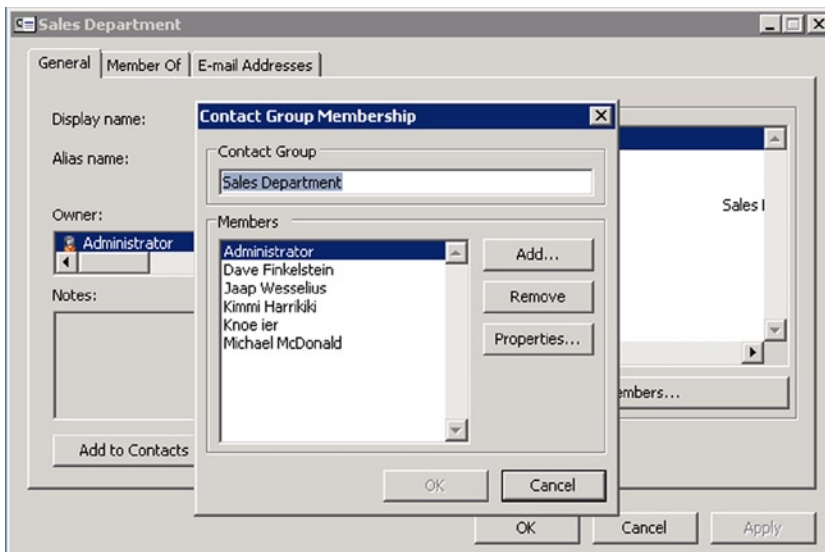 Sales Department
General Member Of E-mail Addresses
Display name:
Alias name:
Owner:
Administrator
Notes:
Add to Contacts
Contact Group Membership
Contact Group
Sales Department
Members
Administrator
Dave Finkelstein
Jaap Wesselius
Kimmi Harrikiki
Knoe ier
Michael McDonald
Add...
Remove
Properties...
OK Cancel
Sales
OK Cancel Apply